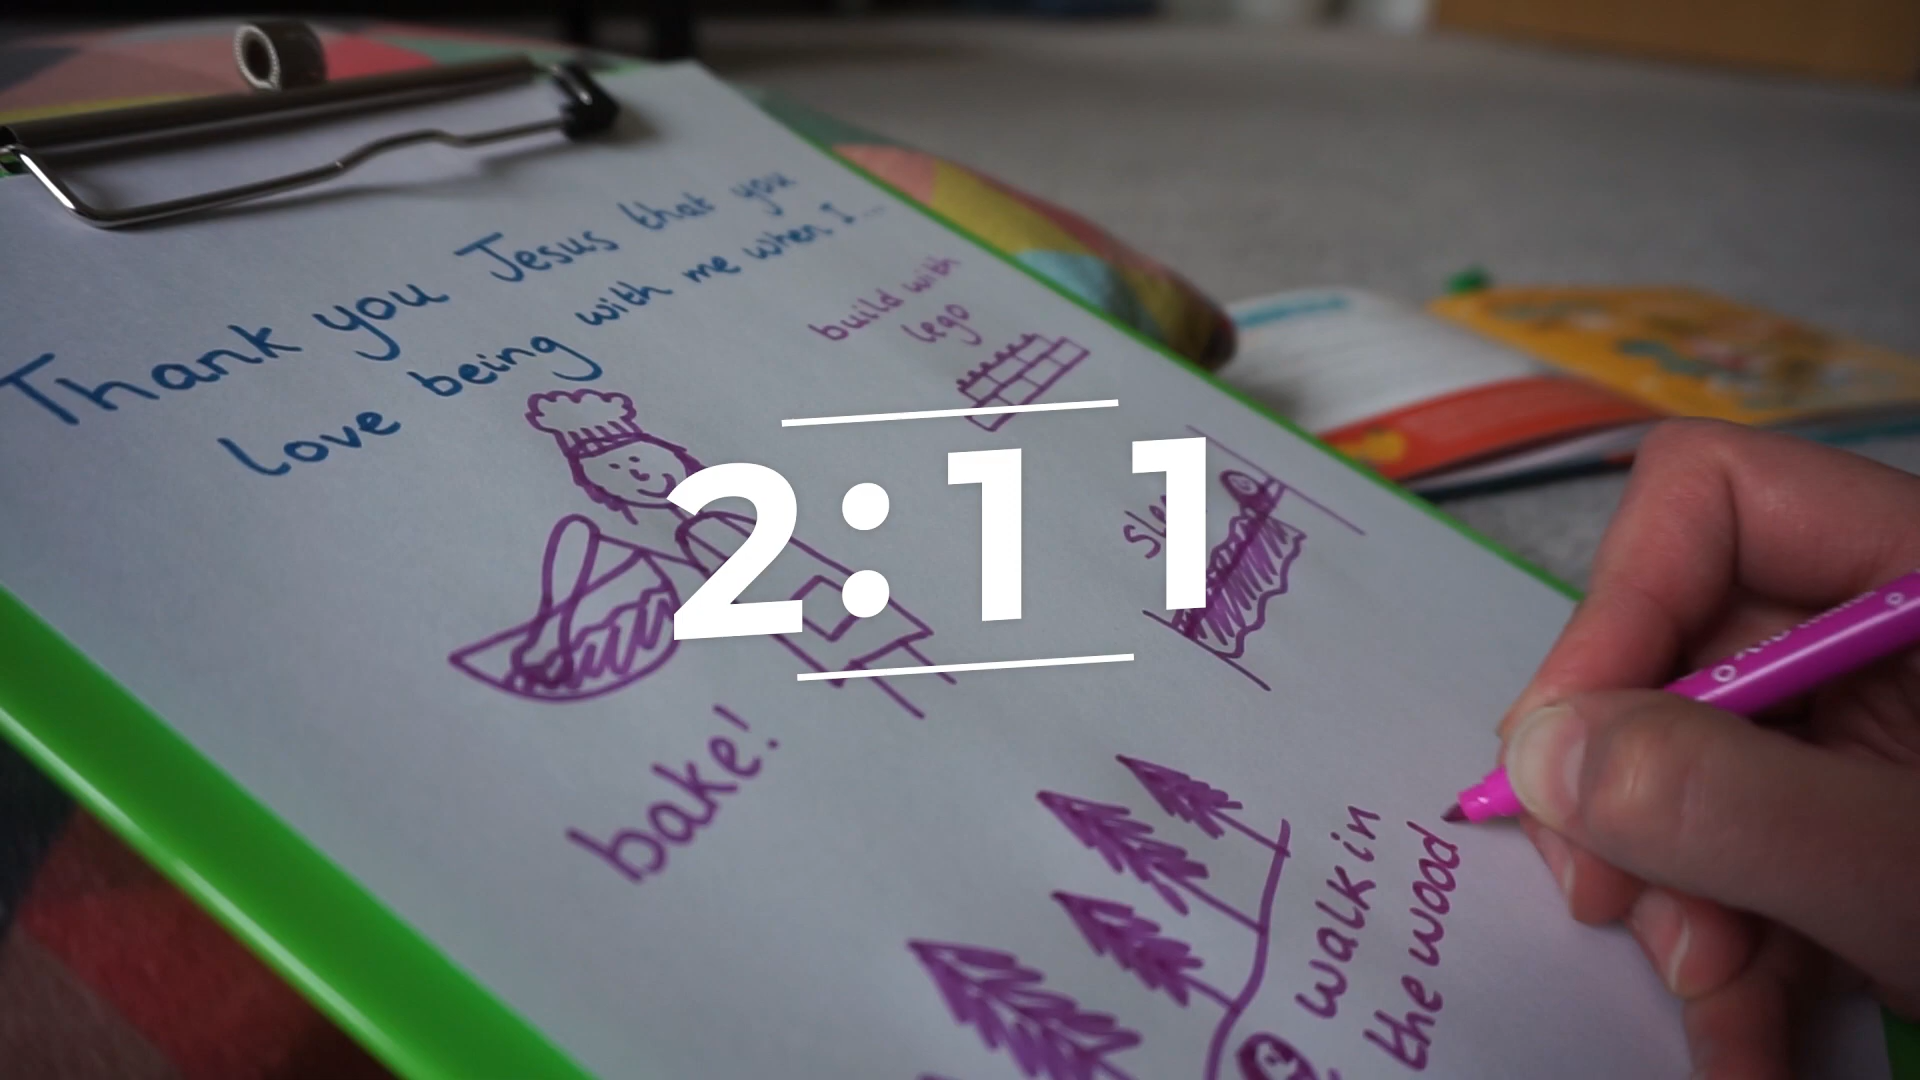 Thank you Jesus that you
love being with me when I...
build with
lego
2:11
bake!
walk in
the wood